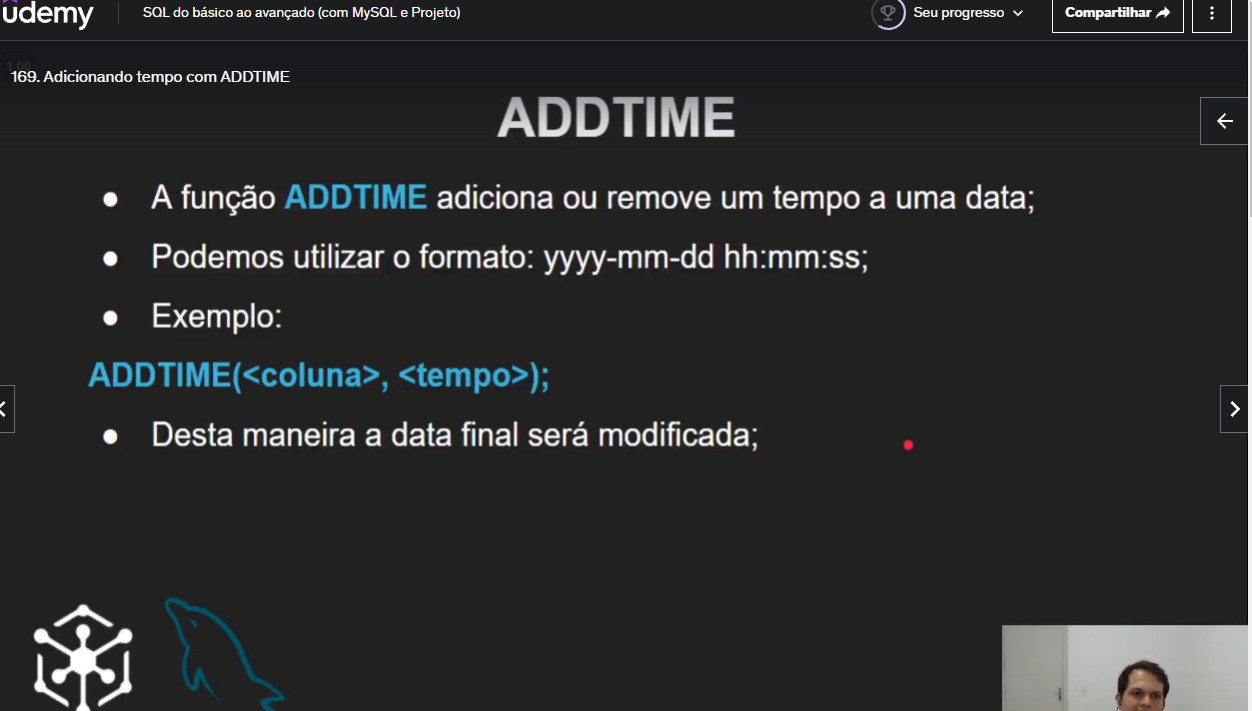 udemy
SQL do básico ao avançado (com MySQL e Projeto)
Seu progresso
Compartilhar
1.00
169. Adicionando tempo com ADDTIME
ADDTIME
● A função ADDTIME adiciona ou remove um tempo a uma data;
● Podemos utilizar o formato: yyyy-mm-dd hh:mm:ss;
● Exemplo:
ADDTIME(<coluna>, <tempo>);
● Desta maneira a data final será modificada;